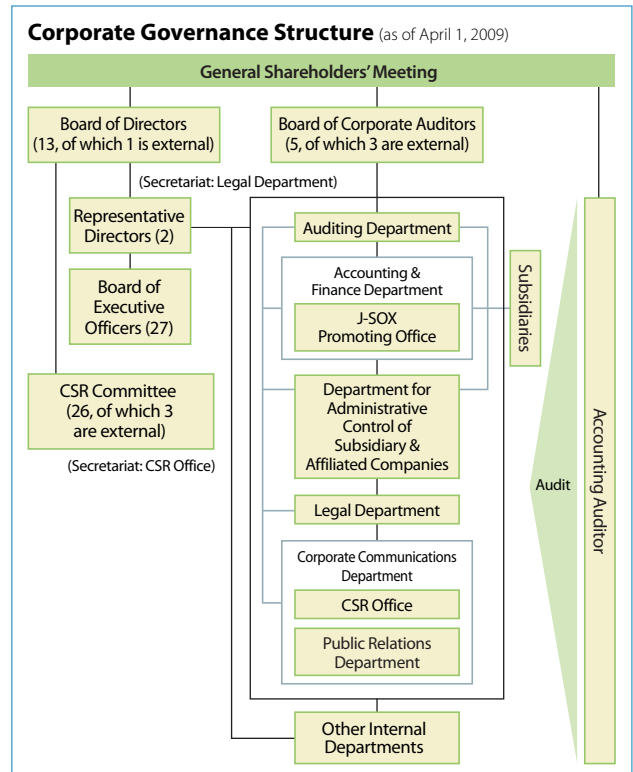 Corporate Governance Structure (as of April 1, 2009)
General Shareholders' Meeting
Board of Directors
(13, of which 1 is external)
Board of Corporate Auditors
(5, of which 3 are external)
(Secretariat: Legal Department)
Representative
Directors (2)
Board of
Executive
Officers (27)
CSR Committee
(26, of which 3
are external)
(Secretariat: CSR Office)
Auditing Department
Accounting &
Finance Department
J-SOX
Promoting Office
Department for
Administrative
Control of
Subsidiary &
Affiliated Companies
Legal Department
Corporate Communications
Department
CSR Office
Public Relations
Department
Other Internal
Departments
Subsidiaries
Audit
Accounting Auditor